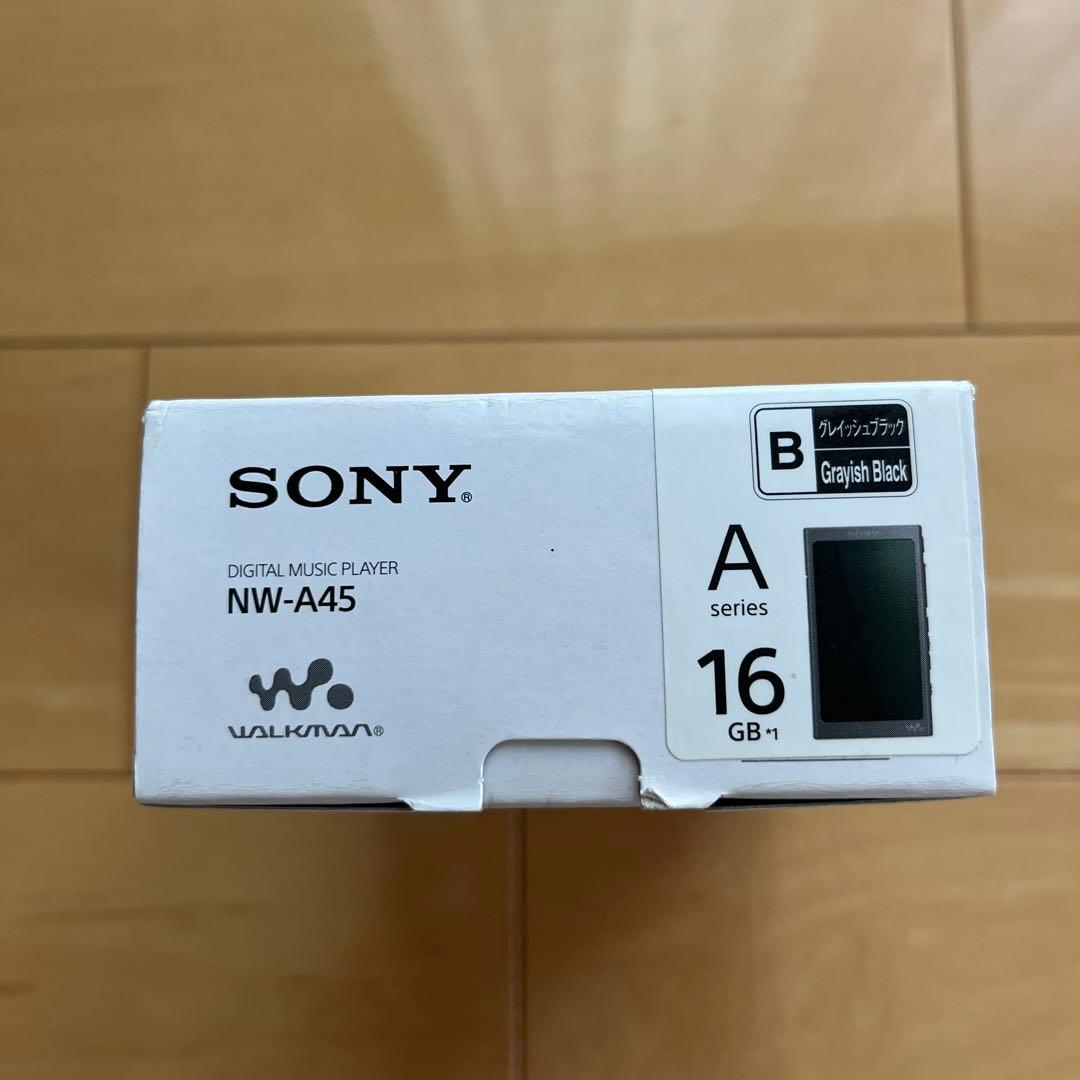 SONY®
DIGITAL MUSIC PLAYER
NW-A45
WALKMAN®
B
グレイッシュブラック
Grayish Black
A
series
16
GB *1